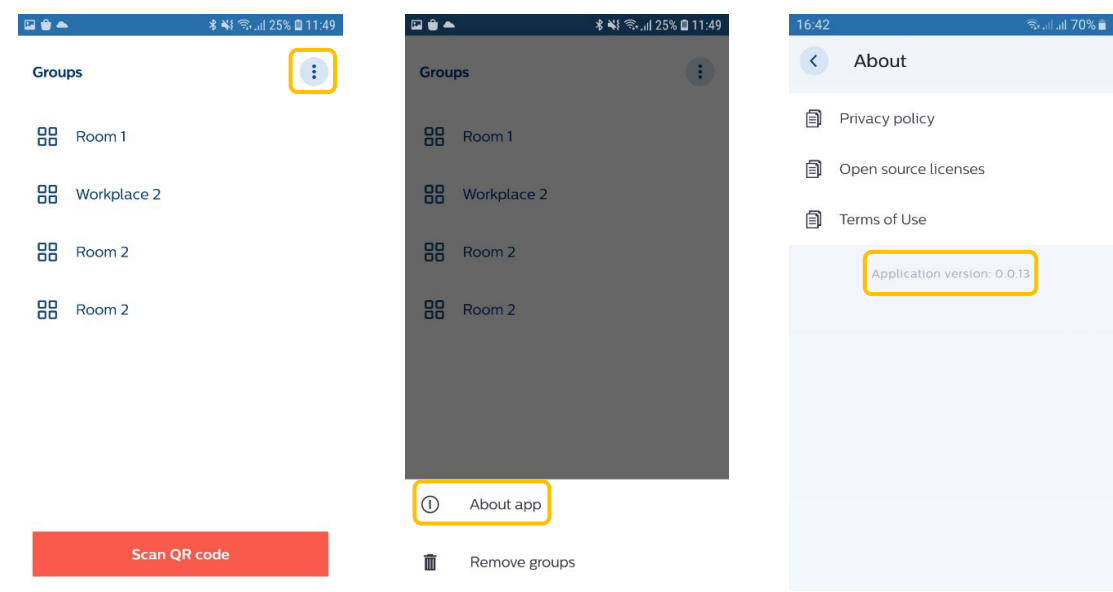 25% 11:49
Groups
Room 1
Workplace 2
Room 2
Room 2
Scan QR code
25% 11:49
Groups
Room 1
Workplace 2
Room 2
Room 2
About app
Remove groups
16:42 70%
About
Privacy policy
Open source licenses
Terms of Use
Application version: 0.0.13